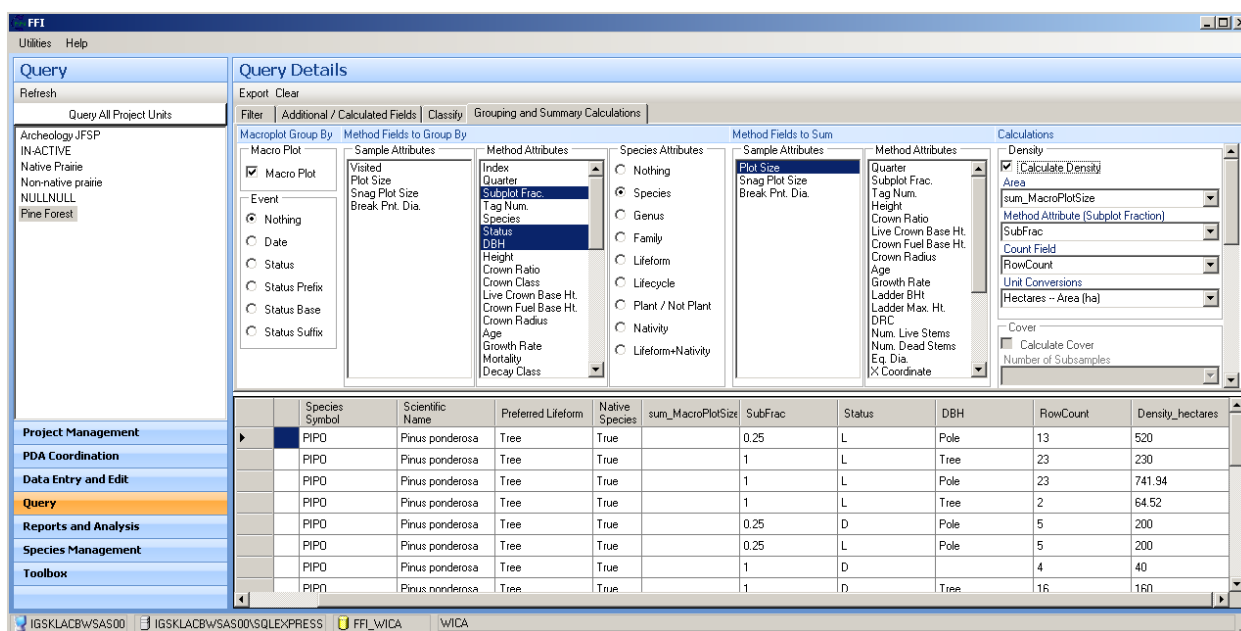 FFI
Utilities Help
Query
Refresh
Query All Project Units
Archeology JFSP
IN-ACTIVE
Native Prairie
Non-native prairie
NULLNULL
Pine Forest
Project Management
PDA Coordination
Data Entry and Edit
Query
Reports and Analysis
Species Management
Toolbox
Query Details
Export Clear
Filter Additional / Calculated Fields Classify Grouping and Summary Calculations
Macroplot Group By Method Fields to Group By Method Fields to Sum Calculations
Macro Plot
Macro Plot
Event
Nothing
Date
Status
Status Prefix
Status Base
Status Suffix
Sample Attributes
Visited
Plot Size
Snag Plot Size
Break Pnt. Dia.
Method Attributes
Index
Quarter
Subplot Frac.
Tag Num.
Species
Status
DBH
Height
Crown Ratio
Crown Class
Live Crown Base Ht.
Crown Fuel Base Ht.
Crown Radius
Age
Growth Rate
Mortality
Decay Class
Species Attributes
Nothing
Species
Genus
Family
Lifeform
Lifecycle
Plant / Not Plant
Nativity
Lifeform+Nativity
Sample Attributes
Plot Size
Snag Plot Size
Break Pnt. Dia.
Method Attributes
Quarter
Subplot Frac.
Tag Num.
Height
Crown Ratio
Live Crown Base Ht.
Crown Fuel Base Ht.
Crown Radius
Age
Growth Rate
Ladder BHt
Ladder Max. Ht.
DRC
Num. Live Stems
Num. Dead Stems
Eq. Dia.
X Coordinate
Density
Calculate Density
Area
sum_MacroPlotSize
Method Attribute (Subplot Fraction)
SubFrac
Count Field
RowCount
Unit Conversions
Hectares -- Area (ha)
Cover
Calculate Cover
Number of Subsamples
Species Symbol Scientific Name Preferred Lifeform Native Species sum_MacroPlotSize SubFrac Status DBH RowCount Density_hectares
PIPO Pinus ponderosa Tree True 0.25 L Pole 13 520
PIPO Pinus ponderosa Tree True 1 L Tree 23 230
PIPO Pinus ponderosa Tree True 1 L Pole 23 741.94
PIPO Pinus ponderosa Tree True 1 L Tree 2 64.52
PIPO Pinus ponderosa Tree True 0.25 D Pole 5 200
PIPO Pinus ponderosa Tree True 0.25 L Pole 5 200
PIPO Pinus ponderosa Tree True 1 D 4 40
PIPO Pinus ponderosa Tree True 1 D Tree 16 160
IGSKLACBWSAS00 IGSKLACBWSAS00\SQLEXPRESS FFI_WICA WICA